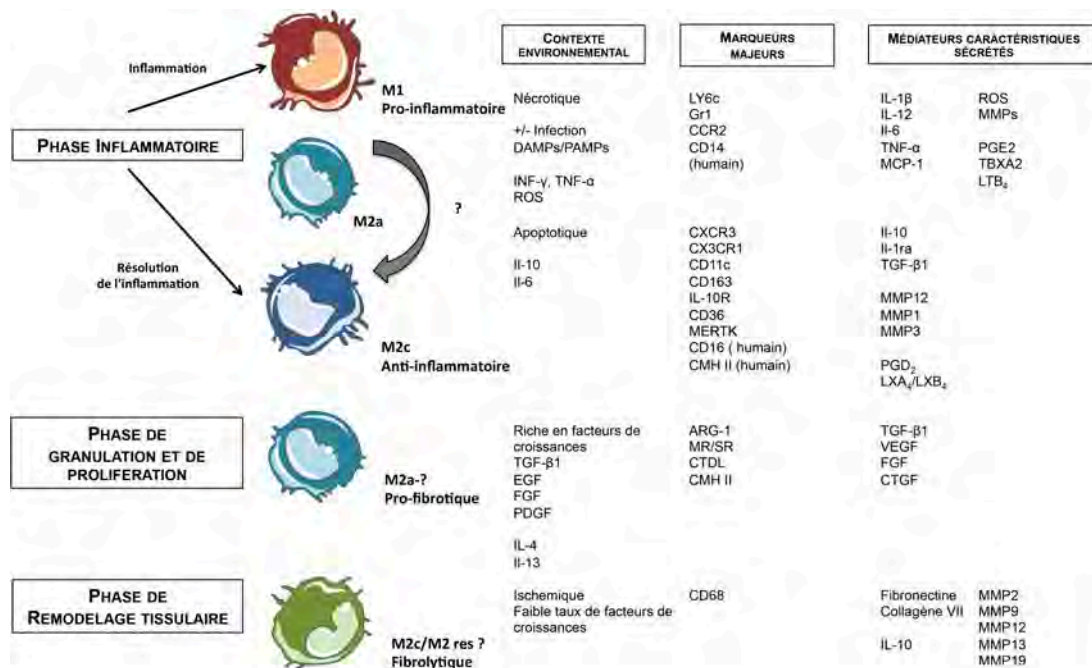 CONTEXTE
ENVIRONNEMENTAL
MARQUEURS
MAJEURS
MÉDIATEURS CARACTÉRISTIQUES
SÉCRÉTÉS
PHASE INFLAMMATOIRE
Inflammation
Résolution
de l'inflammation
M1
Pro-inflammatoire
M2a
?
M2c
Anti-inflammatoire
Nécrotique
+/- Infection
DAMPs/PAMPs
INF-γ, TNF-α
ROS
LY6c
Gr1
CCR2
CD14
(humain)
IL-1β
IL-12
Il-6
TNF-α
MCP-1
ROS
MMPs
PGE2
TBXA2
LTB4
Apoptotique
Il-10
Il-6
CXCR3
CX3CR1
CD11c
CD163
IL-10R
CD36
MERTK
CD16 ( humain)
CMH II (humain)
Il-10
Il-1ra
TGF-β1
MMP12
MMP1
MMP3
PGD2
LXA4/LXB4
PHASE DE
GRANULATION ET DE
PROLIFERATION
M2a-?
Pro-fibrotique
Riche en facteurs de
croissances
TGF-β1
EGF
FGF
PDGF
IL-4
Il-13
ARG-1
MR/SR
CTDL
CMH II
TGF-β1
VEGF
FGF
CTGF
PHASE DE
REMODELAGE TISSULAIRE
M2c/M2 res ?
Fibrolytique
Ischemique
Faible taux de facteurs de
croissances
CD68
Fibronectine
Collagène VII
IL-10
MMP2
MMP9
MMP12
MMP13
MMP19